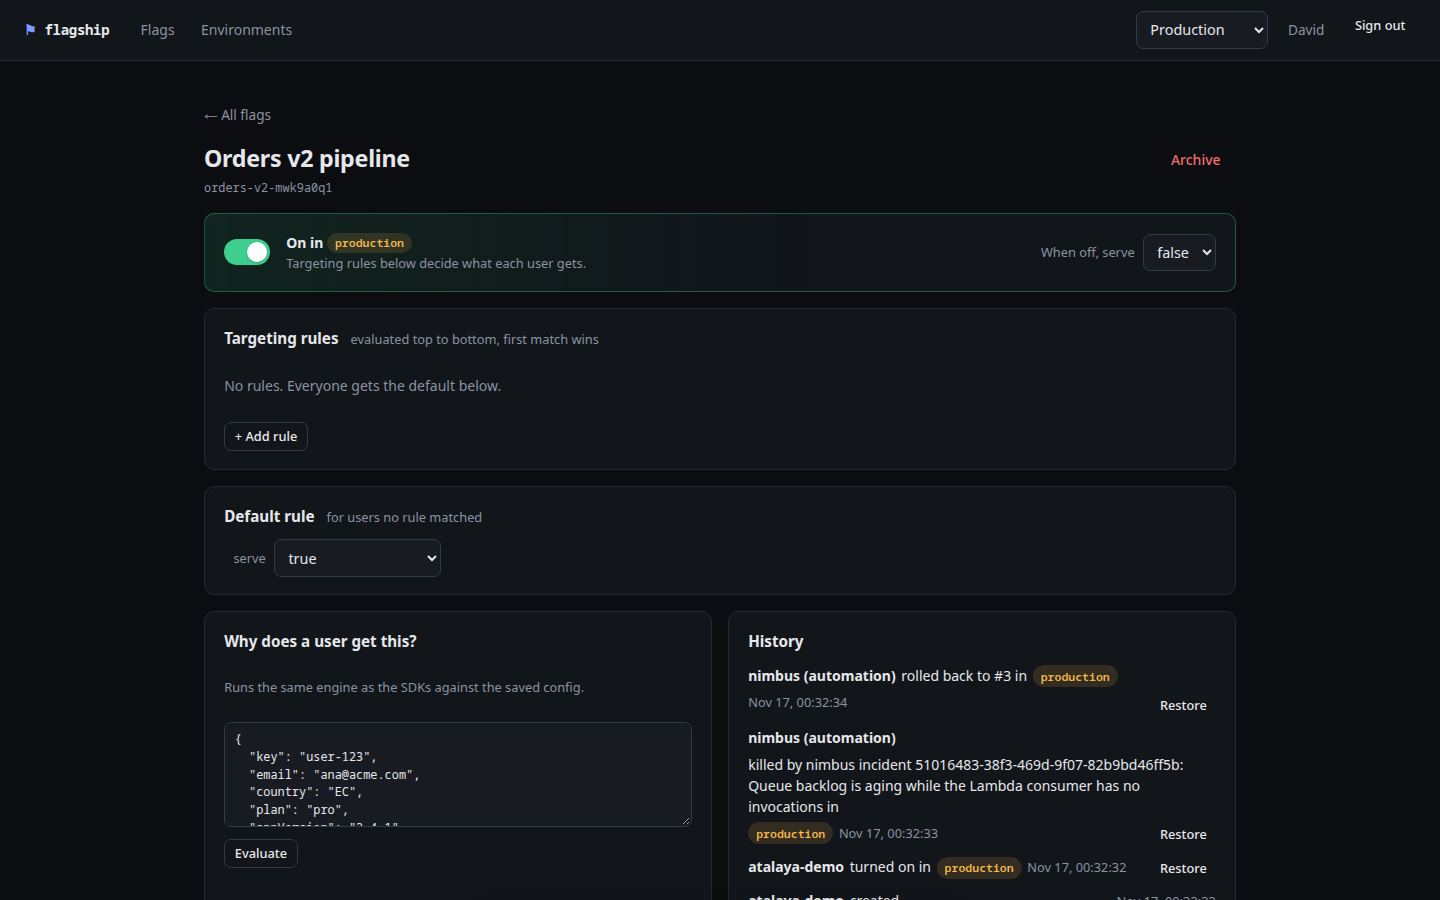 flagship Flags Environments Production David Sign out
← All flags
Orders v2 pipeline Archive
orders-v2-mwk9a0q1
On in production
Targeting rules below decide what each user gets.
When off, serve false
Targeting rules evaluated top to bottom, first match wins
No rules. Everyone gets the default below.
+ Add rule
Default rule for users no rule matched
serve true
Why does a user get this?
Runs the same engine as the SDKs against the saved config.
{
"key": "user-123",
"email": "ana@acme.com",
"country": "EC",
"plan": "pro",
"appVersion": "2.4.1"
Evaluate
History
nimbus (automation) rolled back to #3 in production
Nov 17, 00:32:34 Restore
nimbus (automation)
killed by nimbus incident 51016483-38f3-469d-9f07-82b9bd46ff5b:
Queue backlog is aging while the Lambda consumer has no
invocations in
production Nov 17, 00:32:33 Restore
atalaya-demo turned on in production Nov 17, 00:32:32 Restore
atalaya-demo created